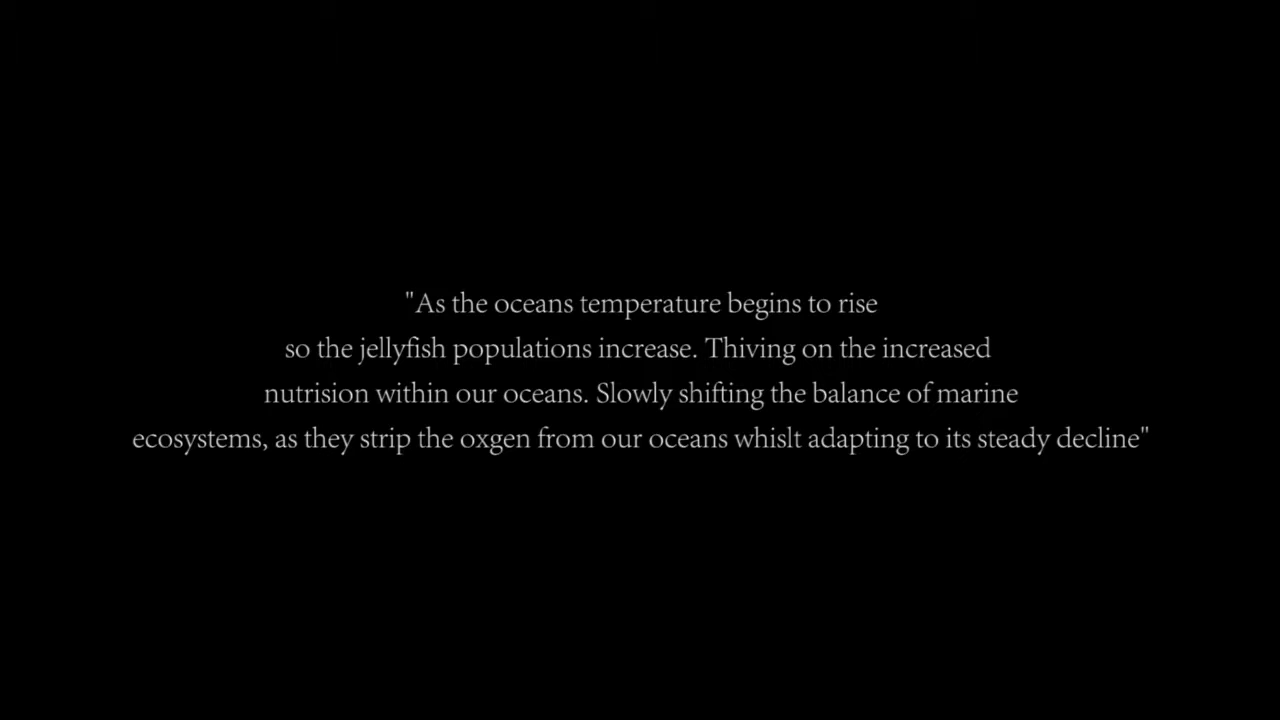 "As the oceans temperature begins to rise
so the jellyfish populations increase. Thiving on the increased
nutrision within our oceans. Slowly shifting the balance of marine
ecosystems, as they strip the oxgen from our oceans whislt adapting to its steady decline"